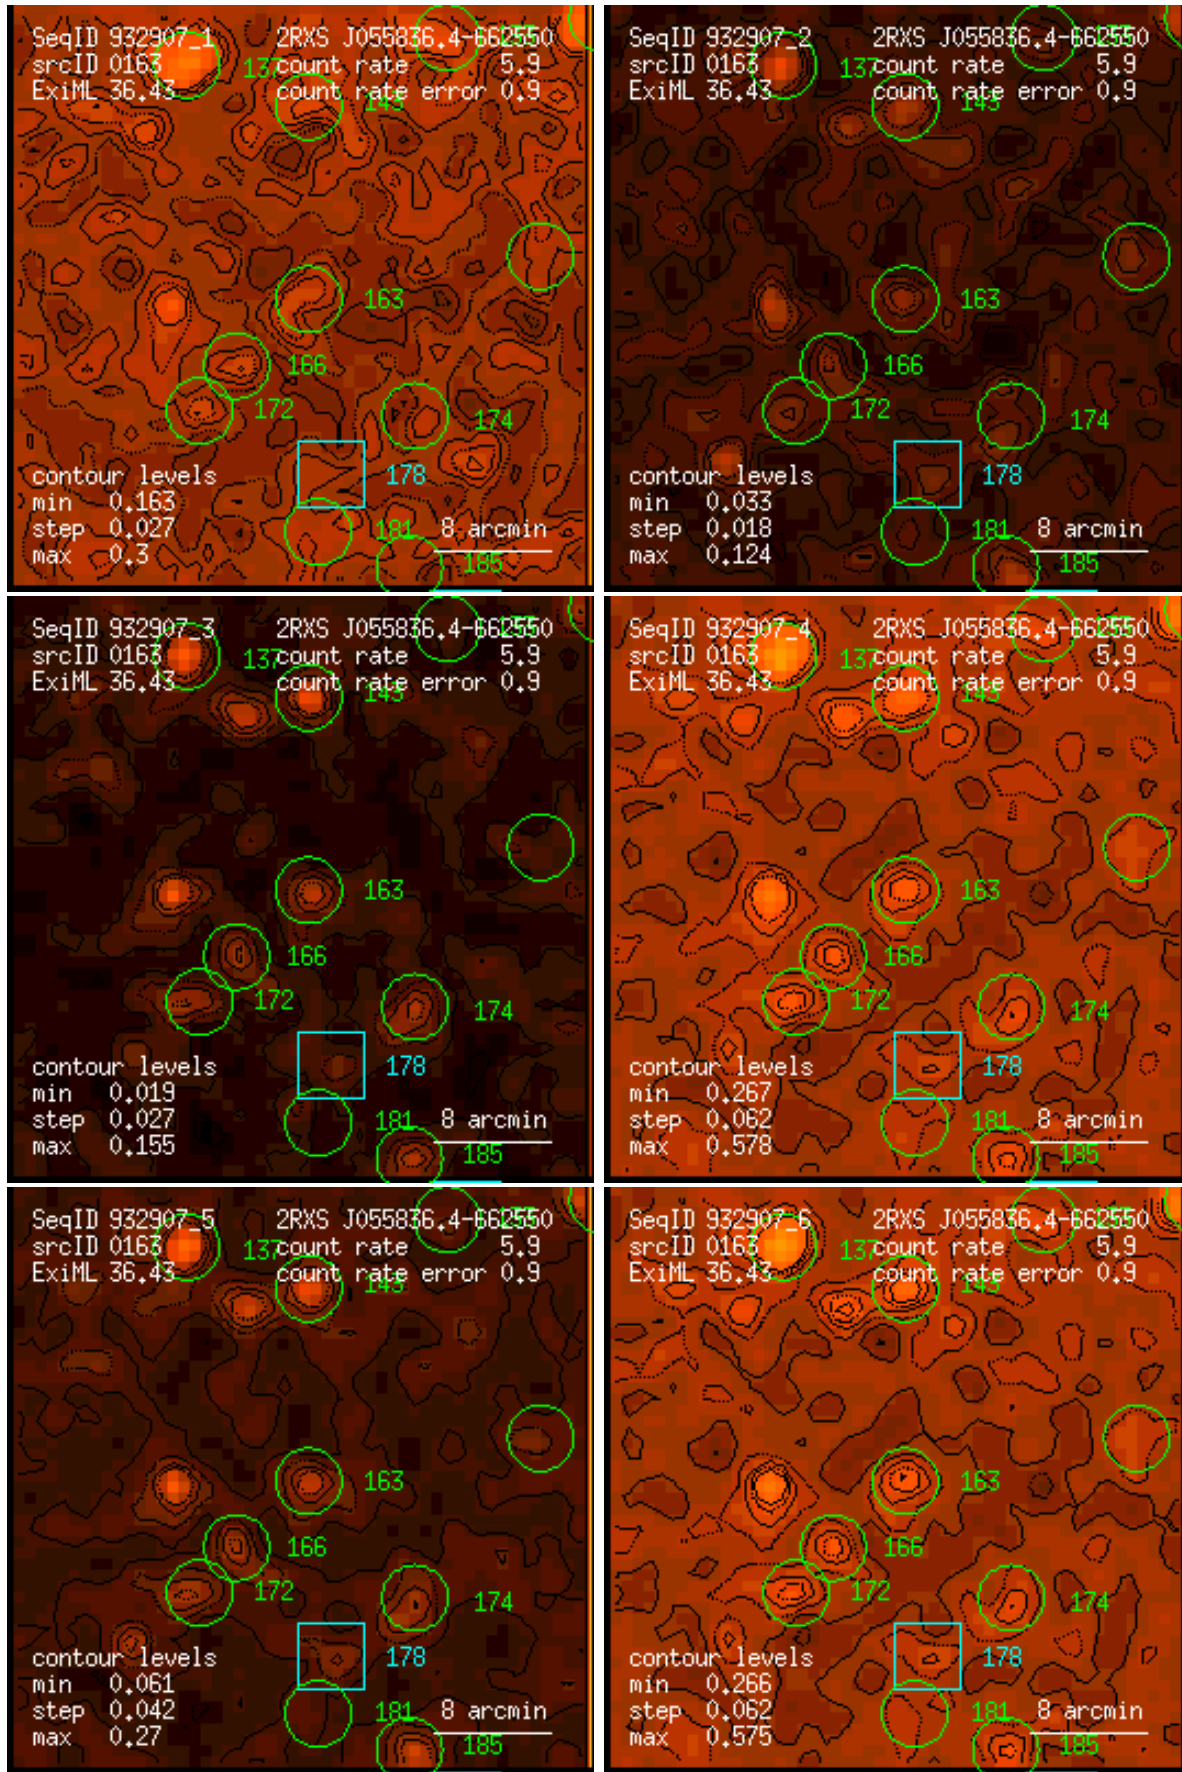 SeqID 932907_1 2RXS J055836.4-662550
srcID 0163 137 count rate 5.9
ExiML 36.43 count rate error 0.9
143
163
166
172
174
contour levels 178
min 0.163
step 0.027 181 8 arcmin
max 0.3 185
SeqID 932907_2 2RXS J055836.4-662550
srcID 0163 137 count rate 5.9
ExiML 36.43 count rate error 0.9
143
163
166
172
174
contour levels 178
min 0.033
step 0.018 181 8 arcmin
max 0.124 185
SeqID 932907_3 2RXS J055836.4-662550
srcID 0163 137 count rate 5.9
ExiML 36.43 count rate error 0.9
143
163
166
172
174
contour levels 178
min 0.019
step 0.027 181 8 arcmin
max 0.155 185
SeqID 932907_4 2RXS J055836.4-662550
srcID 0163 137 count rate 5.9
ExiML 36.43 count rate error 0.9
143
163
166
172
174
contour levels 178
min 0.267
step 0.062 181 8 arcmin
max 0.578 185
SeqID 932907_5 2RXS J055836.4-662550
srcID 0163 137 count rate 5.9
ExiML 36.43 count rate error 0.9
143
163
166
172
174
contour levels 178
min 0.061
step 0.042 181 8 arcmin
max 0.27 185
SeqID 932907_6 2RXS J055836.4-662550
srcID 0163 137 count rate 5.9
ExiML 36.43 count rate error 0.9
143
163
166
172
174
contour levels 178
min 0.266
step 0.062 181 8 arcmin
max 0.575 185